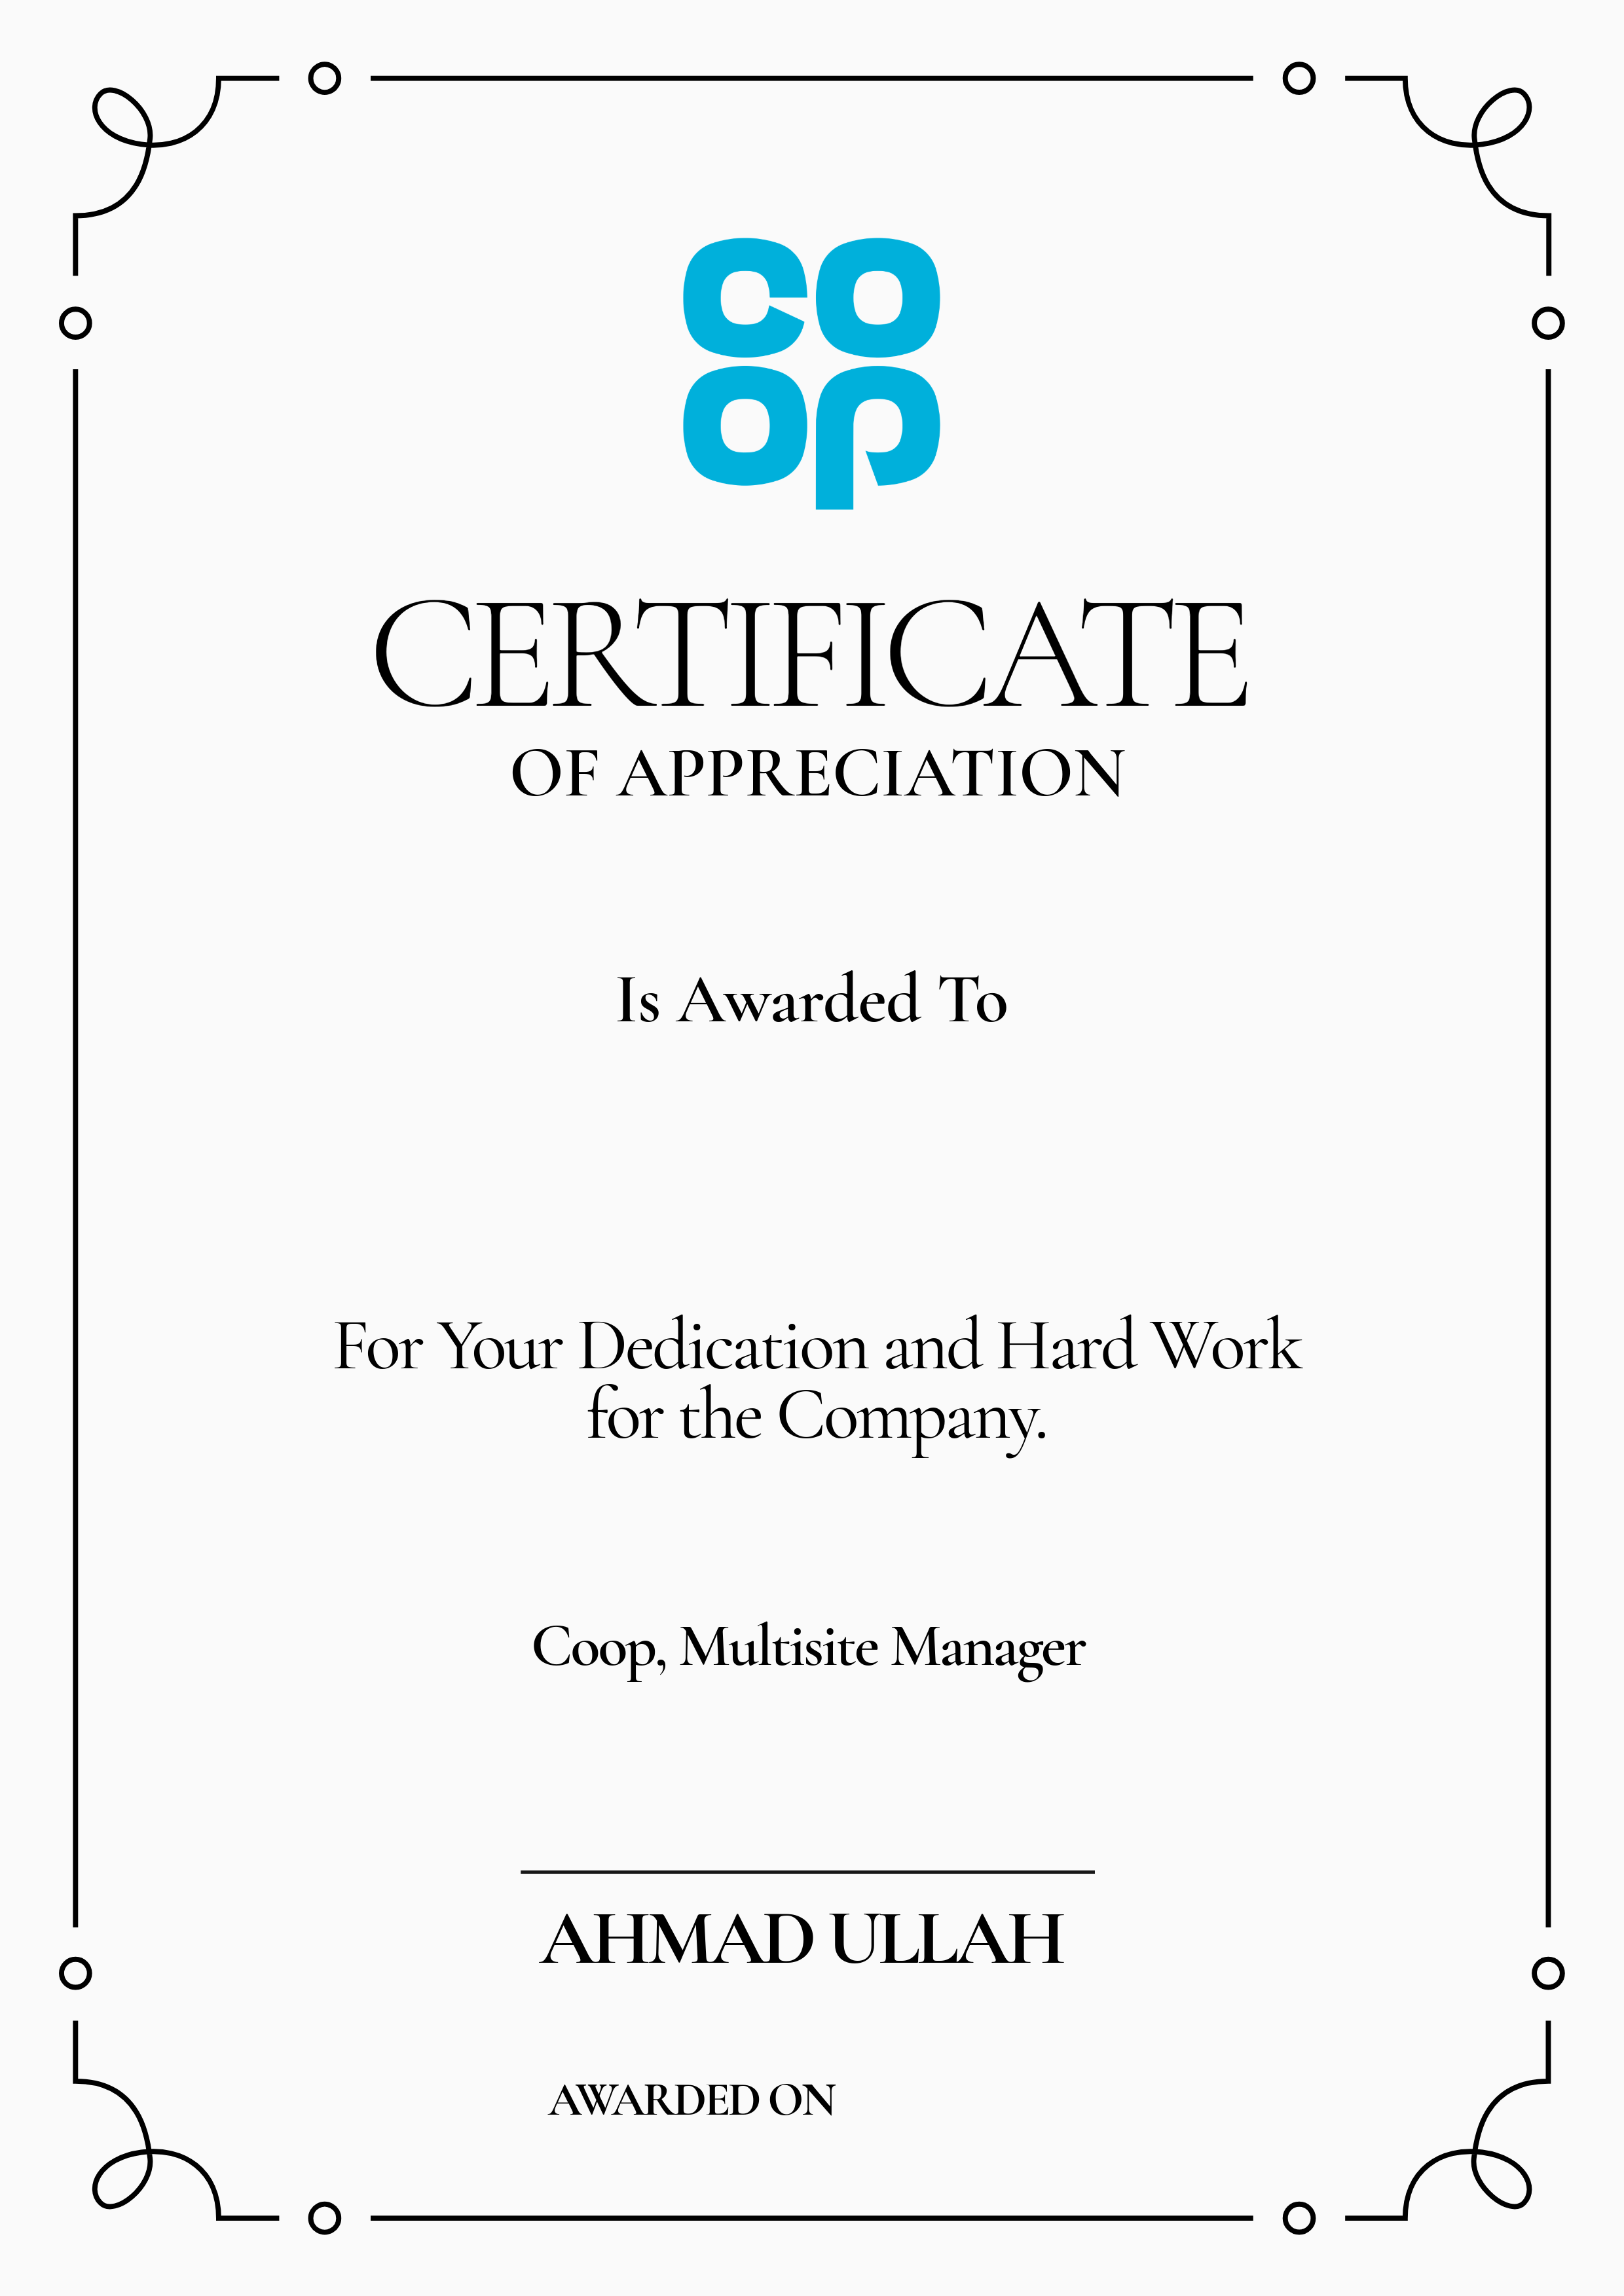 co
op
CERTIFICATE
OF APPRECIATION
Is Awarded To
For Your Dedication and Hard Work
for the Company.
Coop, Multisite Manager
AHMAD ULLAH
AWARDED ON